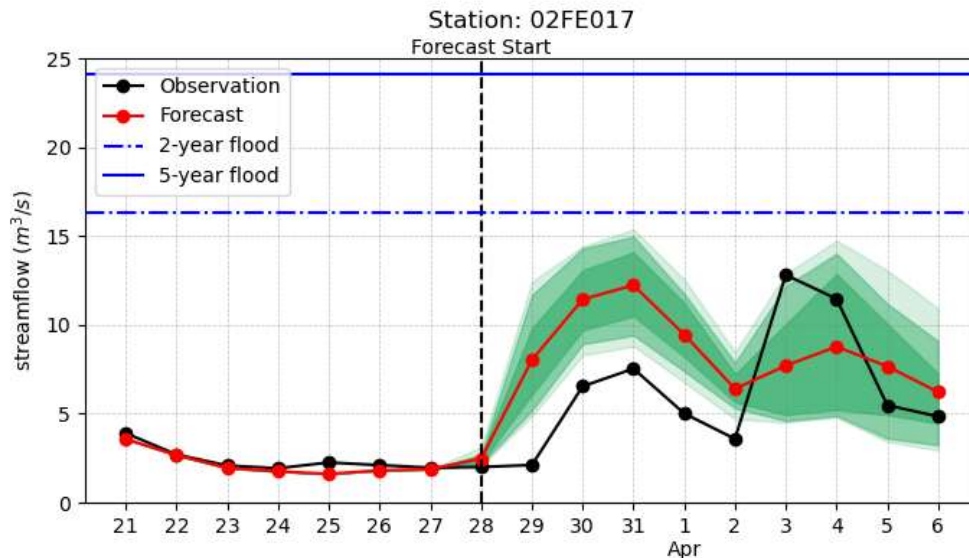 Station: 02FE017
Forecast Start
25
20
15
10
5
0
streamflow (m³/s)
Observation
Forecast
2-year flood
5-year flood
21 22 23 24 25 26 27 28 29 30 31 1 2 3 4 5 6
Apr